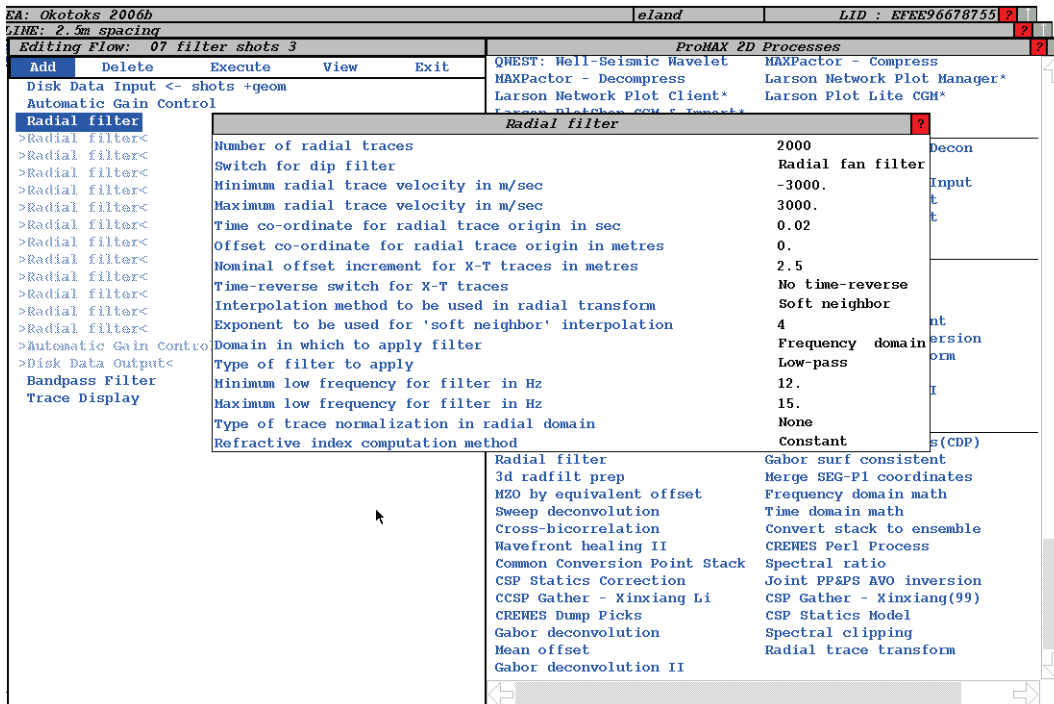 EA: Okotoks 2006b eland LID : EFEE96678755 ?
LINE: 2.5m spacing ?
Editing Flow: 07 filter shots 3
Add Delete Execute View Exit
Disk Data Input <- shots +geom
Automatic Gain Control
Radial filter
>Radial filter<
>Radial filter<
>Radial filter<
>Radial filter<
>Radial filter<
>Radial filter<
>Radial filter<
>Radial filter<
>Radial filter<
>Radial filter<
>Radial filter<
>Radial filter<
>Automatic Gain Contro
>Disk Data Output<
Bandpass Filter
Trace Display
ProMAX 2D Processes ?
QWEST: Well-Seismic Wavelet MAXPactor - Compress
MAXPactor - Decompress Larson Network Plot Manager*
Larson Network Plot Client* Larson Plot Lite CGM*
Larson PlotShop CGM & Import*
Radial filter ?
Number of radial traces 2000
Switch for dip filter Radial fan filter
Minimum radial trace velocity in m/sec -3000.
Maximum radial trace velocity in m/sec 3000.
Time co-ordinate for radial trace origin in sec 0.02
Offset co-ordinate for radial trace origin in metres 0.
Nominal offset increment for X-T traces in metres 2.5
Time-reverse switch for X-T traces No time-reverse
Interpolation method to be used in radial transform Soft neighbor
Exponent to be used for 'soft neighbor' interpolation 4
Domain in which to apply filter Frequency domain
Type of filter to apply Low-pass
Minimum low frequency for filter in Hz 12.
Maximum low frequency for filter in Hz 15.
Type of trace normalization in radial domain None
Refractive index computation method Constant
Decon
Input
t
t
nt
ersion
orm
I
s(CDP)
Radial filter Gabor surf consistent
3d radfilt prep Merge SEG-P1 coordinates
MZO by equivalent offset Frequency domain math
Sweep deconvolution Time domain math
Cross-bicorrelation Convert stack to ensemble
Wavefront healing II CREWES Perl Process
Common Conversion Point Stack Spectral ratio
CSP Statics Correction Joint PP&PS AVO inversion
CCSP Gather - Xinxiang Li CSP Gather - Xinxiang(99)
CREWES Dump Picks CSP Statics Model
Gabor deconvolution Spectral clipping
Mean offset Radial trace transform
Gabor deconvolution II